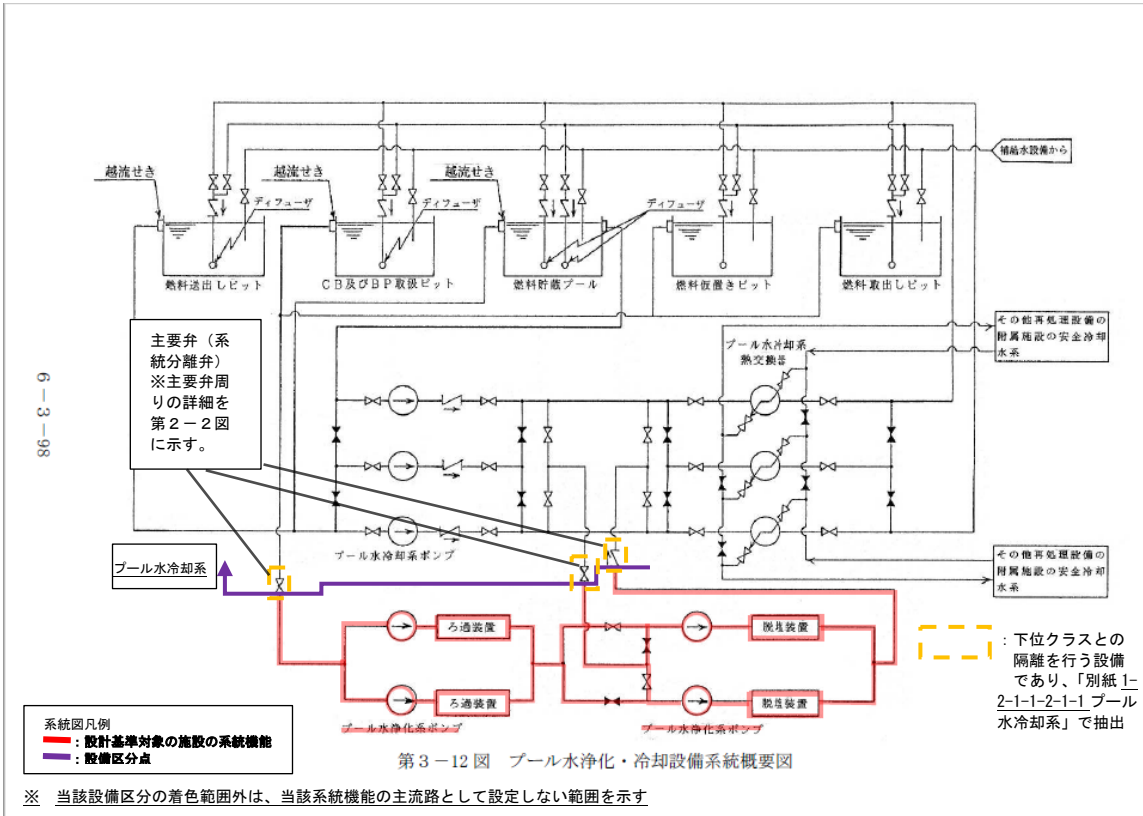 補給水設備から
越流せき
越流せき
越流せき
ディフューザ
ディフューザ
ディフューザ
燃料送出しピット
CB及びBP取扱ピット
燃料貯蔵プール
燃料仮置きピット
燃料取出しピット
主要弁（系
統分離弁）
※主要弁周
りの詳細を
第２－２図
に示す。
プール水冷却系
熱交換器
その他再処理設備の
附属施設の安全冷却
水系
6－3－98
プール水冷却系ポンプ
プール水冷却系
その他再処理設備の
附属施設の安全冷却
水系
ろ過装置
脱塩装置
ろ過装置
脱塩装置
プール水浄化系ポンプ
プール水浄化系ポンプ
：下位クラスとの
隔離を行う設備
であり、「別紙1-
2-1-1-2-1-1プール
水冷却系」で抽出
系統図凡例
：設計基準対象の施設の系統機能
：設備区分点
第３－12図　プール水浄化・冷却設備系統概要図
※　当該設備区分の着色範囲外は、当該系統機能の主流路として設定しない範囲を示す